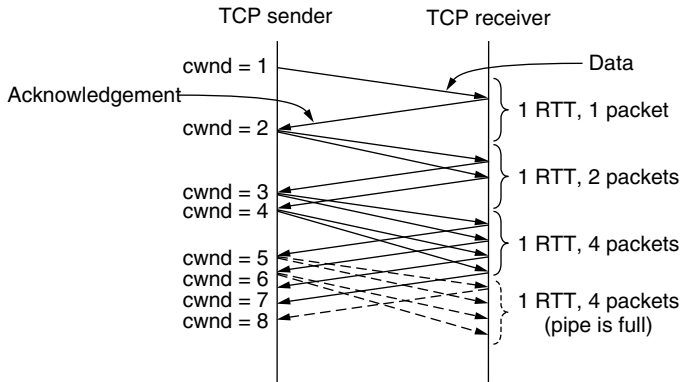 TCP sender
TCP receiver
cwnd = 1
Data
Acknowledgement
1 RTT, 1 packet
cwnd = 2
1 RTT, 2 packets
cwnd = 3
cwnd = 4
1 RTT, 4 packets
cwnd = 5
cwnd = 6
cwnd = 7
cwnd = 8
1 RTT, 4 packets
(pipe is full)